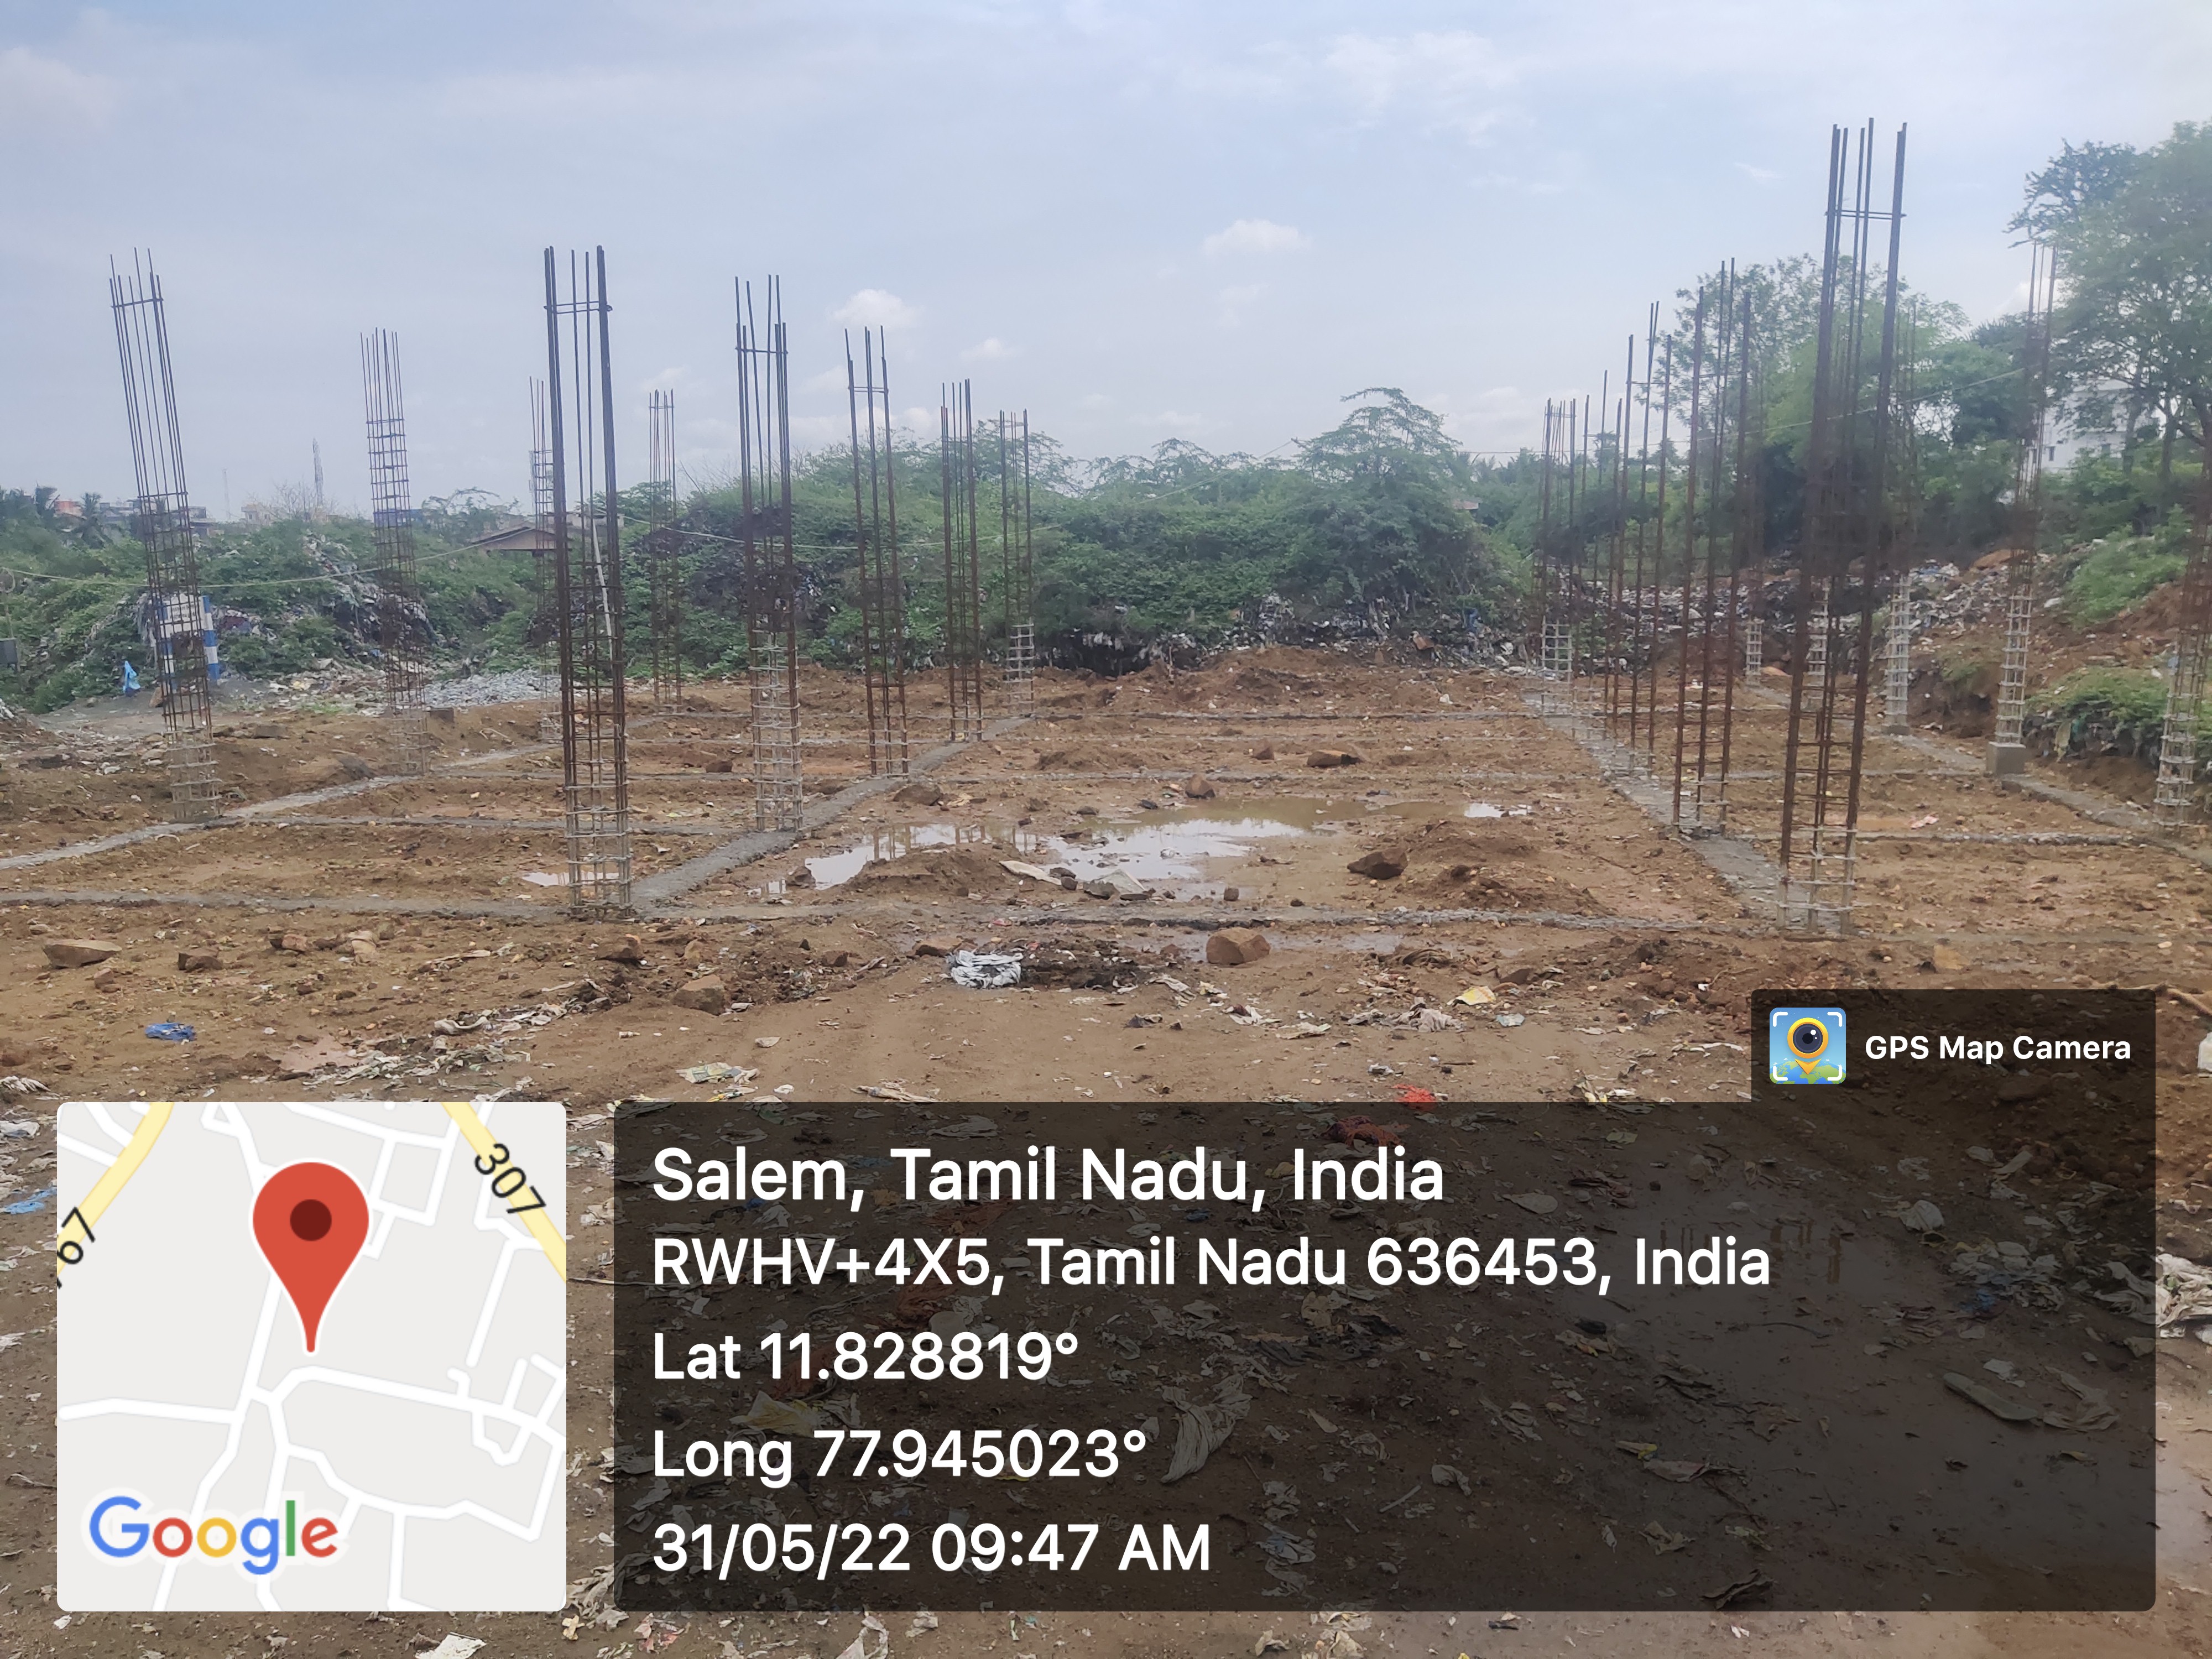 GPS Map Camera
Salem, Tamil Nadu, India
RWHV+4X5, Tamil Nadu 636453, India
Lat 11.828819°
Long 77.945023°
31/05/22 09:47 AM
67
307
Google